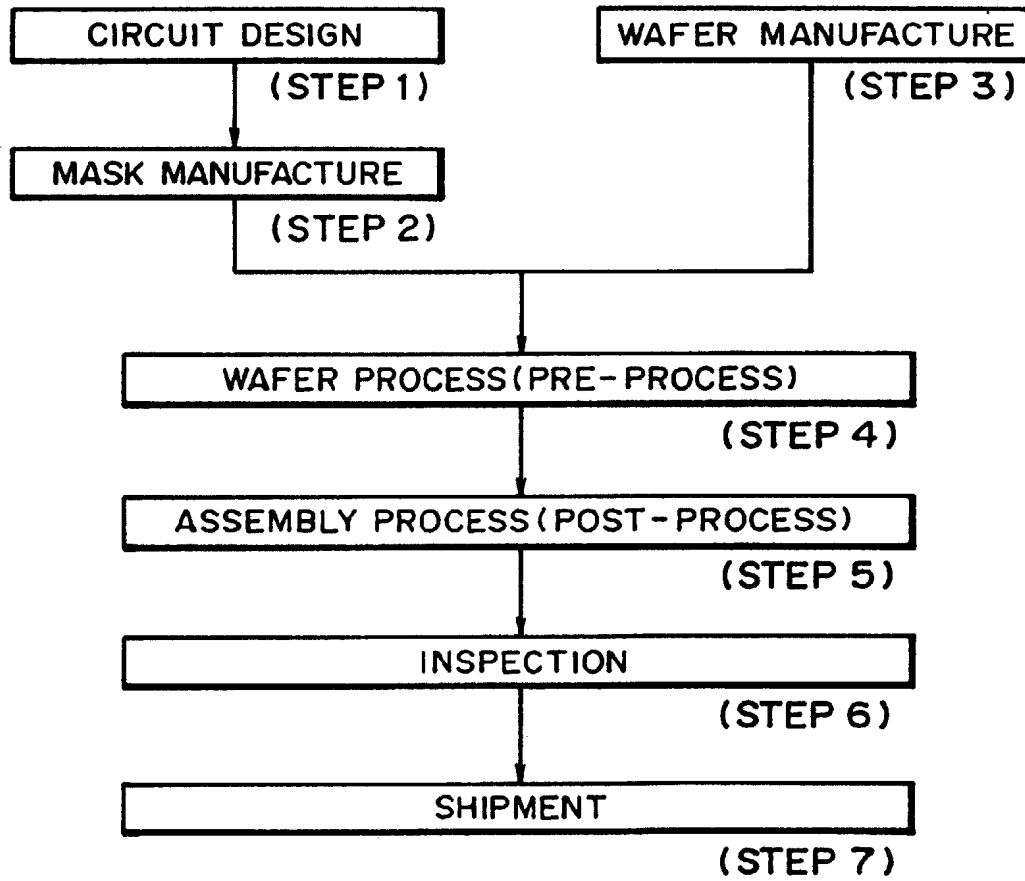 CIRCUIT DESIGN
(STEP 1)
MASK MANUFACTURE
(STEP 2)
WAFER MANUFACTURE
(STEP 3)
WAFER PROCESS (PRE-PROCESS)
(STEP 4)
ASSEMBLY PROCESS (POST-PROCESS)
(STEP 5)
INSPECTION
(STEP 6)
SHIPMENT
(STEP 7)